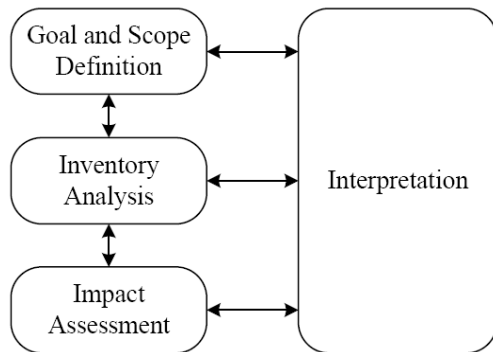 Goal and Scope
Definition
Inventory
Analysis
Interpretation
Impact
Assessment